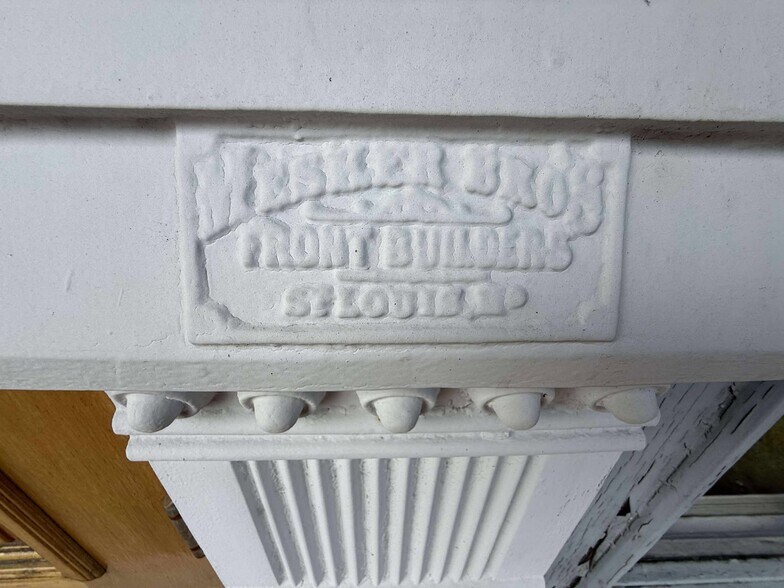 MESKER BRO'S
FRONT BUILDERS
ST LOUIS, MO